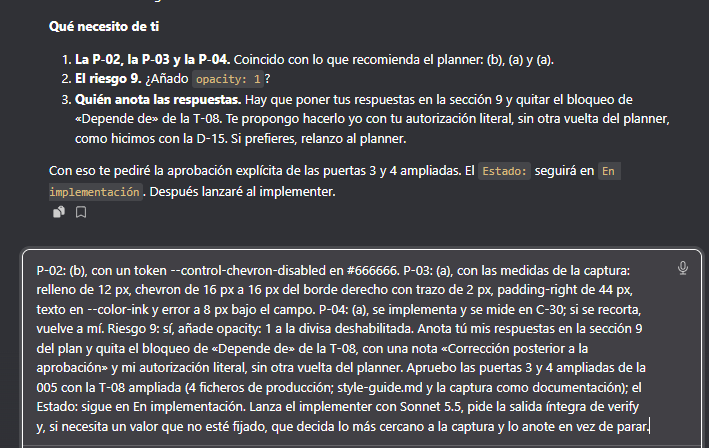 Qué necesito de ti
1. La P-02, la P-03 y la P-04. Coincido con lo que recomienda el planner: (b), (a) y (a).
2. El riesgo 9. ¿Añado opacity: 1 ?
3. Quién anota las respuestas. Hay que poner tus respuestas en la sección 9 y quitar el bloqueo de
«Depende de» de la T-08. Te propongo hacerlo yo con tu autorización literal, sin otra vuelta del planner,
como hicimos con la D-15. Si prefieres, relanzo al planner.
Con eso te pediré la aprobación explícita de las puertas 3 y 4 ampliadas. El Estado: seguirá en En
implementación. Después lanzaré al implementer.
P-02: (b), con un token --control-chevron-disabled en #666666. P-03: (a), con las medidas de la captura:
relleno de 12 px, chevron de 16 px a 16 px del borde derecho con trazo de 2 px, padding-right de 44 px,
texto en --color-ink y error a 8 px bajo el campo. P-04: (a), se implementa y se mide en C-30; si se recorta,
vuelve a mí. Riesgo 9: sí, añade opacity: 1 a la divisa deshabilitada. Anota tú mis respuestas en la sección 9
del plan y quita el bloqueo de «Depende de» de la T-08, con una nota «Corrección posterior a la
aprobación» y mi autorización literal, sin otra vuelta del planner. Apruebo las puertas 3 y 4 ampliadas de la
005 con la T-08 ampliada (4 ficheros de producción; style-guide.md y la captura como documentación); el
Estado: sigue en En implementación. Lanza el implementer con Sonnet 5.5, pide la salida íntegra de verify
y, si necesita un valor que no esté fijado, que decida lo más cercano a la captura y lo anote en vez de parar.